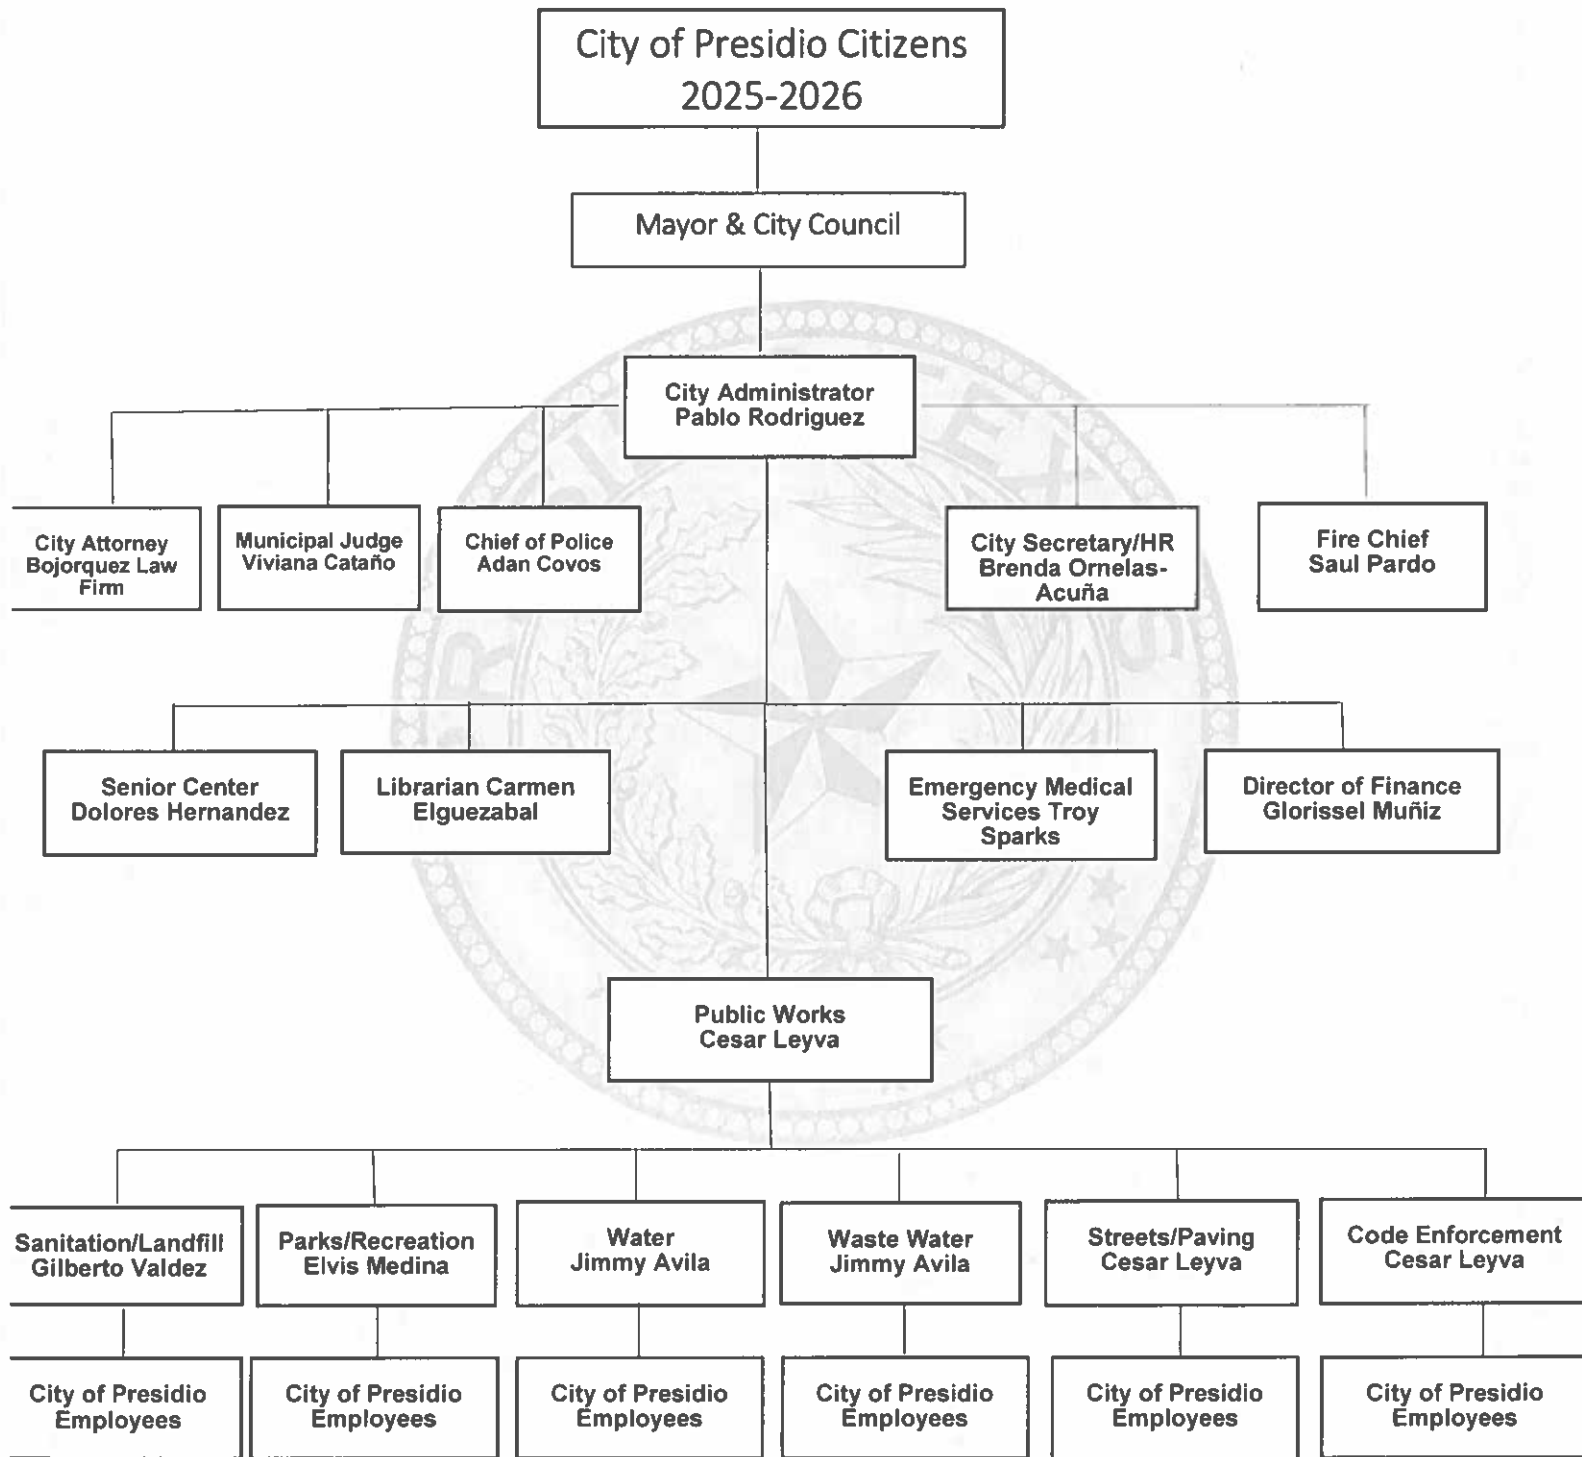 City of Presidio Citizens
2025-2026
Mayor & City Council
City Administrator
Pablo Rodriguez
City Attorney
Bojorquez Law
Firm
Municipal Judge
Viviana Cataño
Chief of Police
Adan Covos
City Secretary/HR
Brenda Ornelas-
Acuña
Fire Chief
Saul Pardo
Senior Center
Dolores Hernandez
Librarian Carmen
Elguezabal
Emergency Medical
Services Troy
Sparks
Director of Finance
Glorissel Muñiz
Public Works
Cesar Leyva
Sanitation/Landfill
Gilberto Valdez
Parks/Recreation
Elvis Medina
Water
Jimmy Avila
Waste Water
Jimmy Avila
Streets/Paving
Cesar Leyva
Code Enforcement
Cesar Leyva
City of Presidio
Employees
City of Presidio
Employees
City of Presidio
Employees
City of Presidio
Employees
City of Presidio
Employees
City of Presidio
Employees